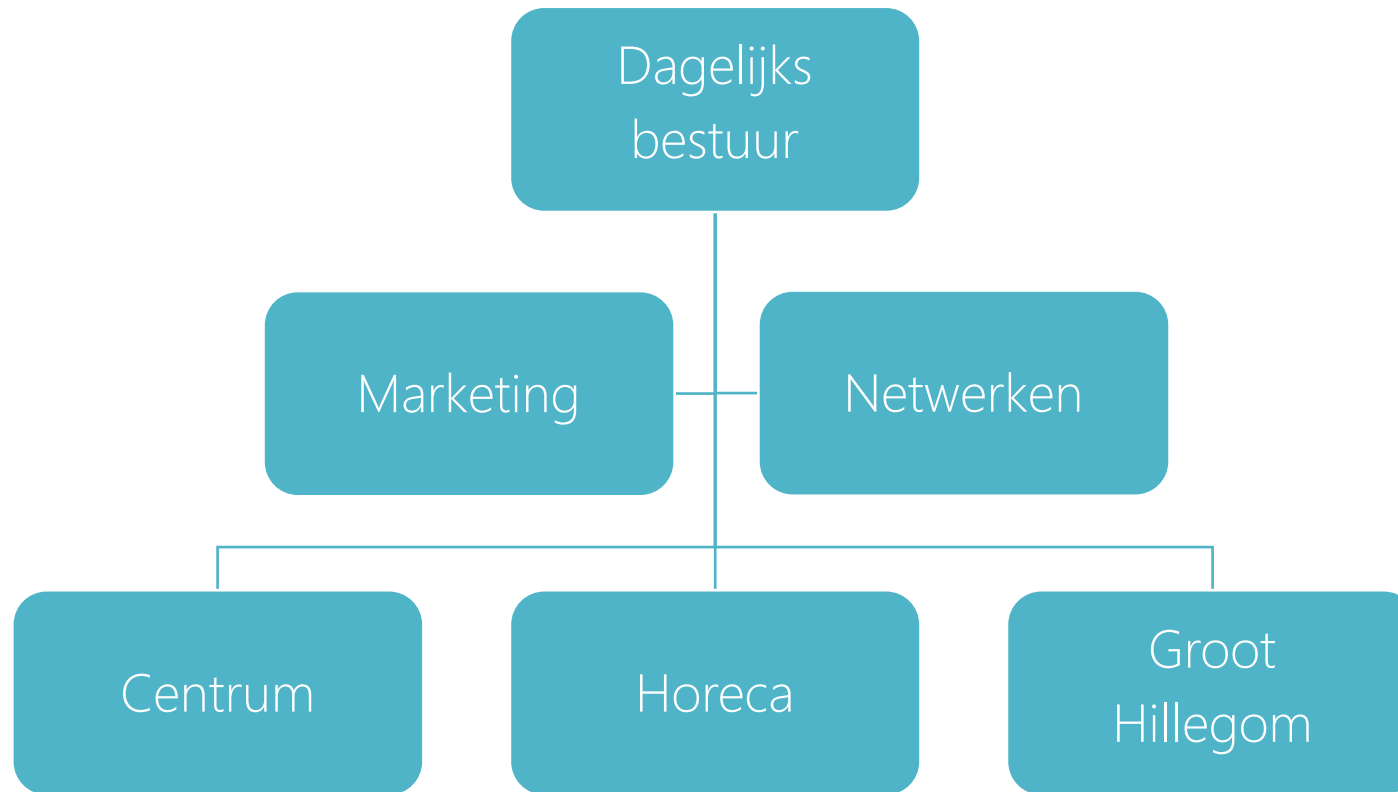 Dagelijks
bestuur
Marketing
Netwerken
Centrum
Horeca
Groot
Hillegom